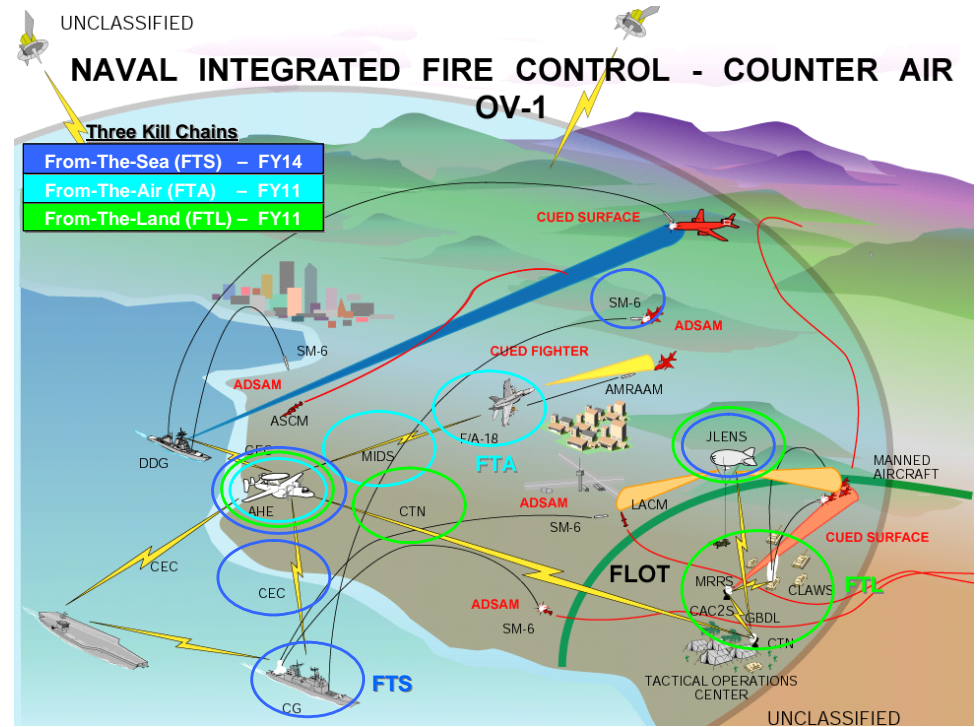 UNCLASSIFIED
NAVAL INTEGRATED FIRE CONTROL - COUNTER AIR
OV-1
Three Kill Chains
From-The-Sea (FTS) – FY14
From-The-Air (FTA) – FY11
From-The-Land (FTL) – FY11
CUED SURFACE
SM-6
ADSAM
SM-6
CUED FIGHTER
ADSAM
AMRAAM
ASCM
F/A-18
JLENS
DDG
CEC
MIDS
FTA
MANNED
AIRCRAFT
AHE
CTN
ADSAM
LACM
SM-6
CUED SURFACE
CEC
FLOT
MRRS
CLAWS
FTL
CEC
ADSAM
CAC2S
GBDL
SM-6
CTN
FTS
TACTICAL OPERATIONS
CENTER
CG
UNCLASSIFIED